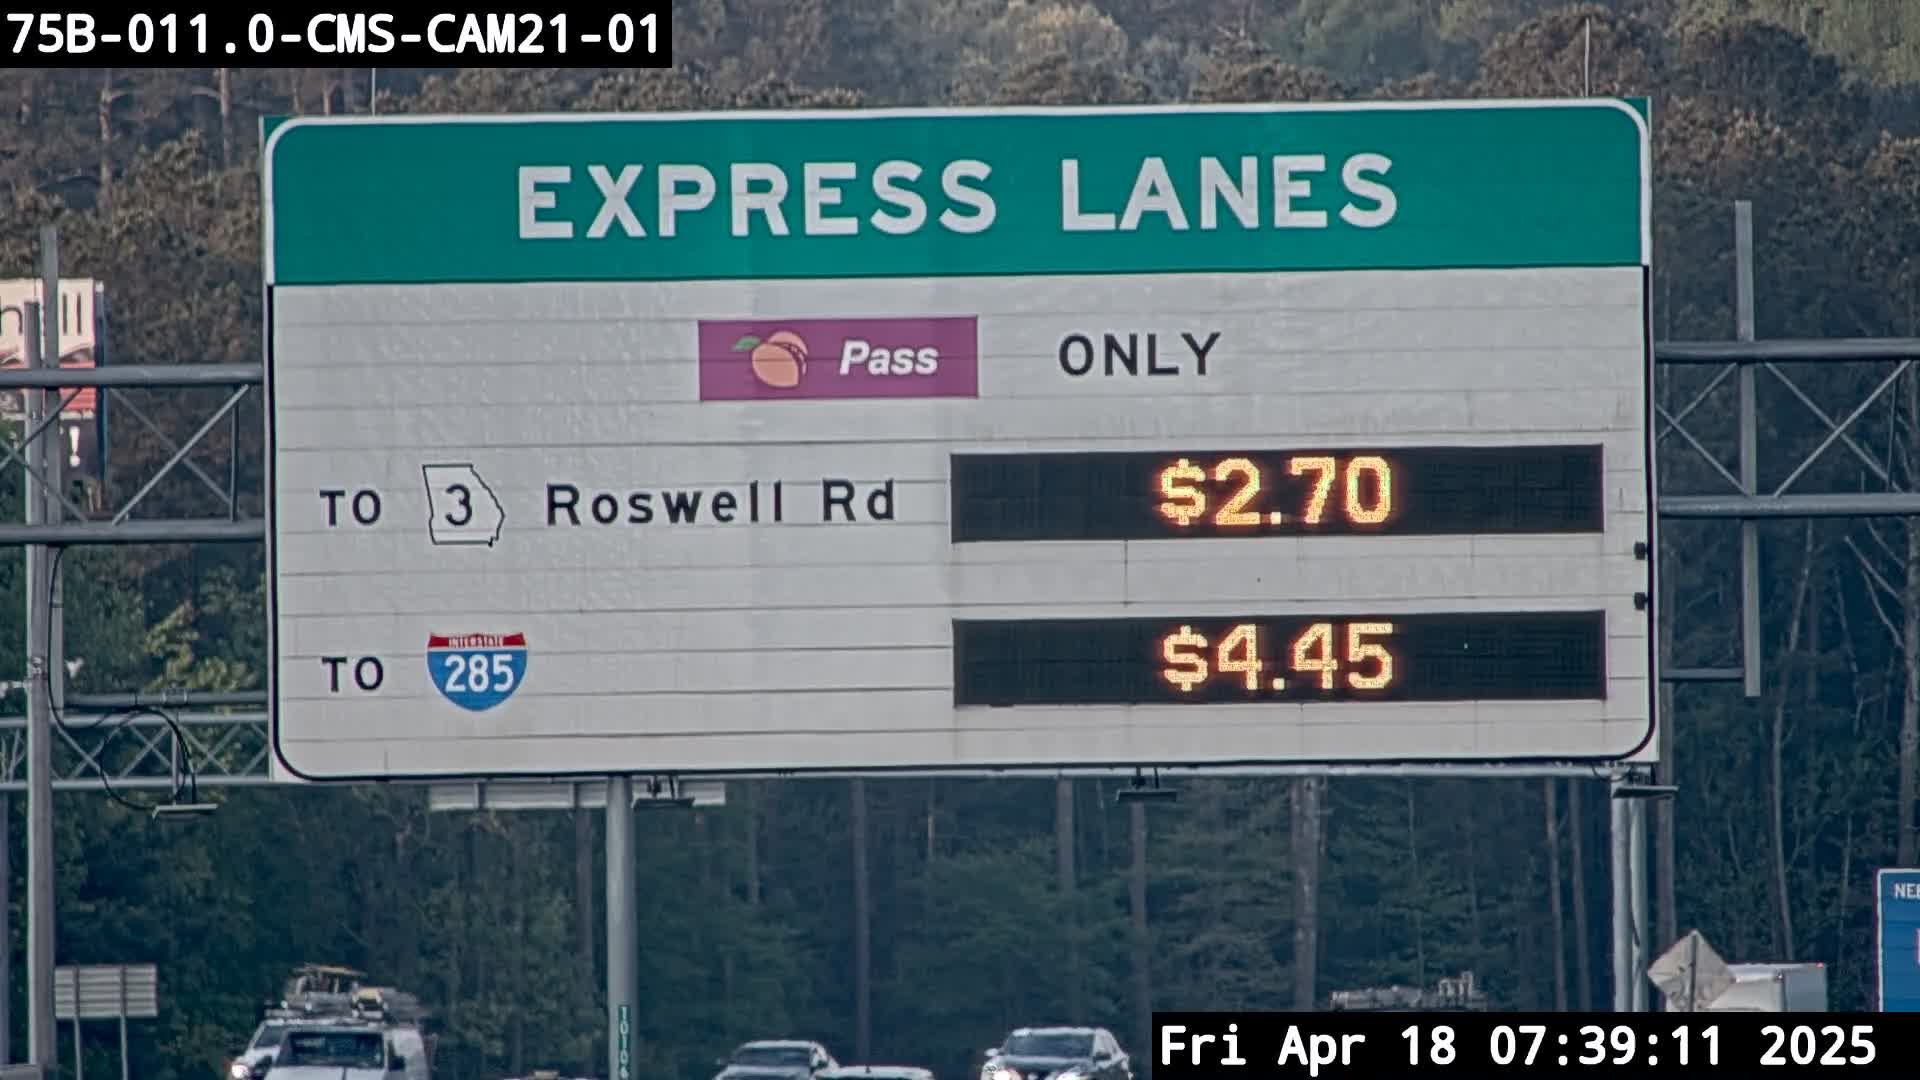 75B-011.0-CMS-CAM21-01
EXPRESS LANES
Pass ONLY
TO 3 Roswell Rd $2.70
TO INTERSTATE 285 $4.45
Fri Apr 18 07:39:11 2025